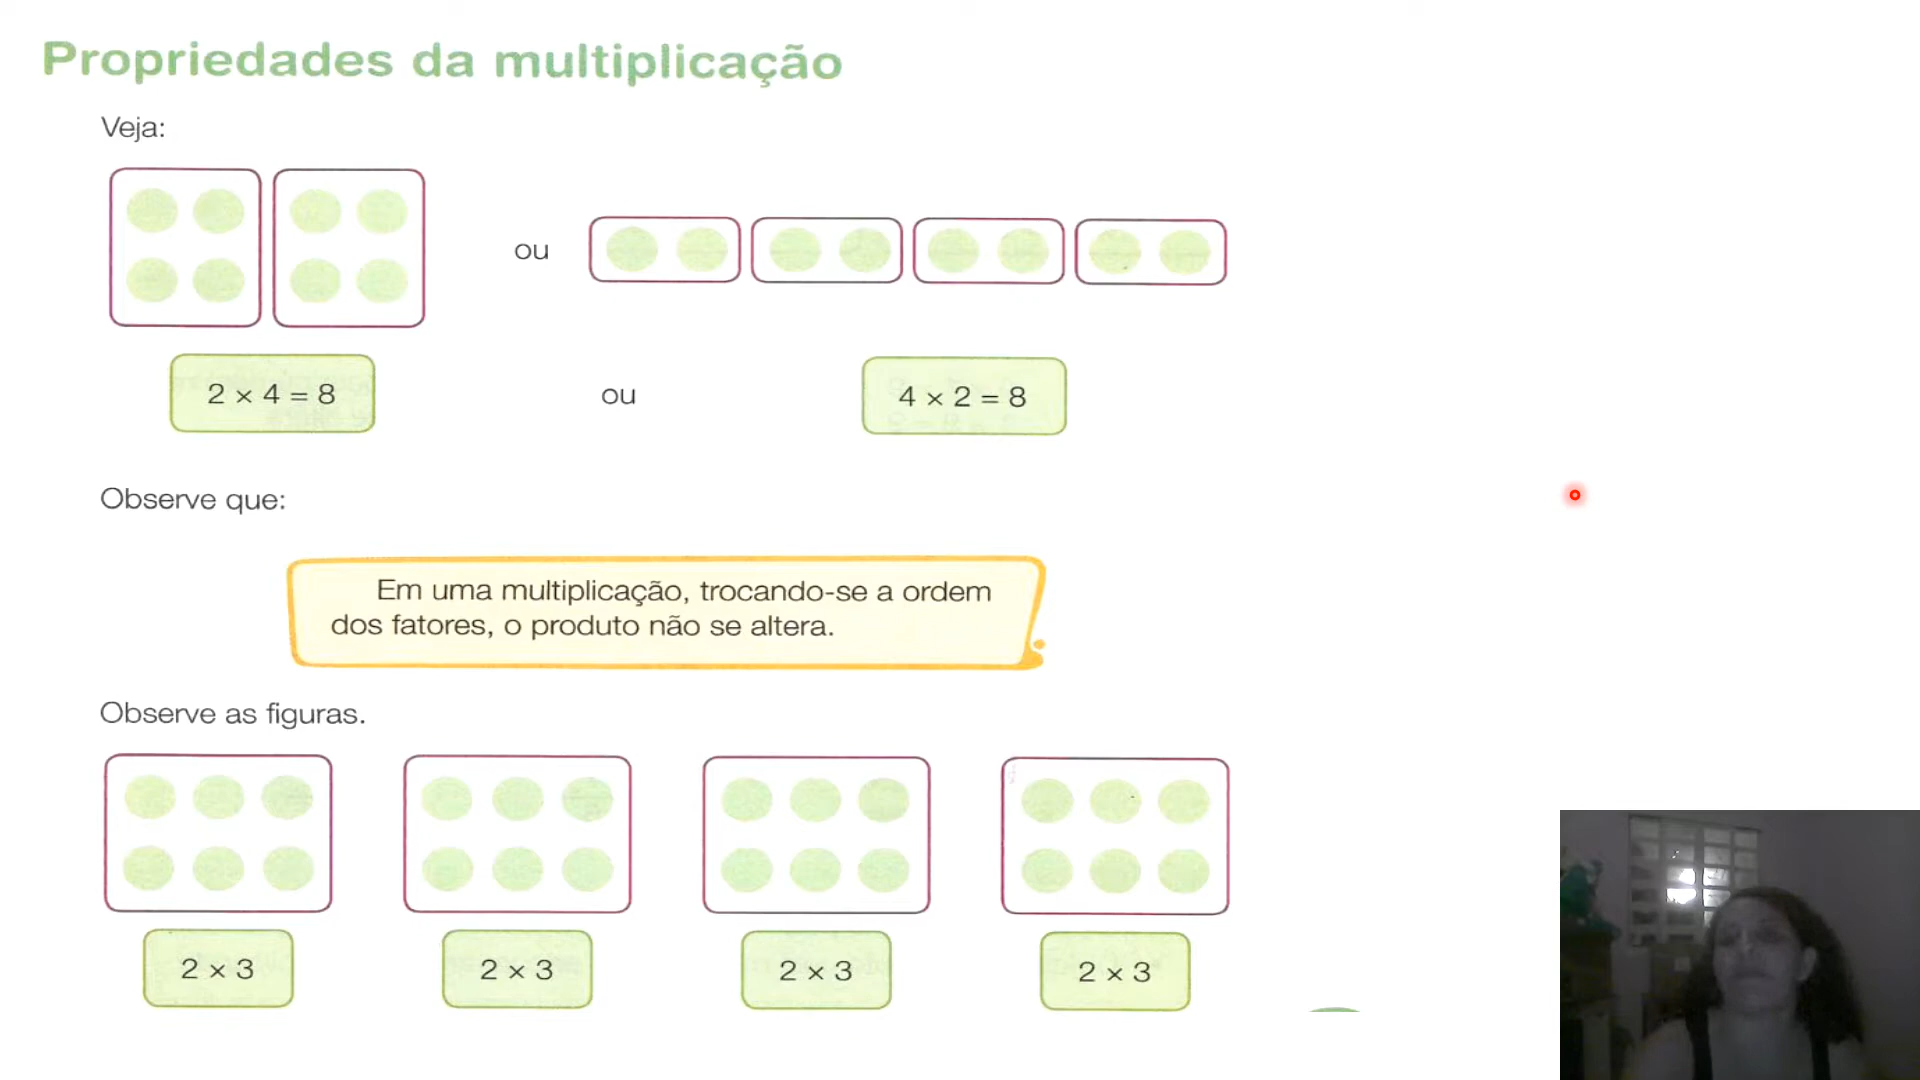 Propriedades da multiplicação
Veja:
ou
2 × 4 = 8
ou
4 × 2 = 8
Observe que:
Em uma multiplicação, trocando-se a ordem
dos fatores, o produto não se altera.
Observe as figuras.
2 × 3
2 × 3
2 × 3
2 × 3